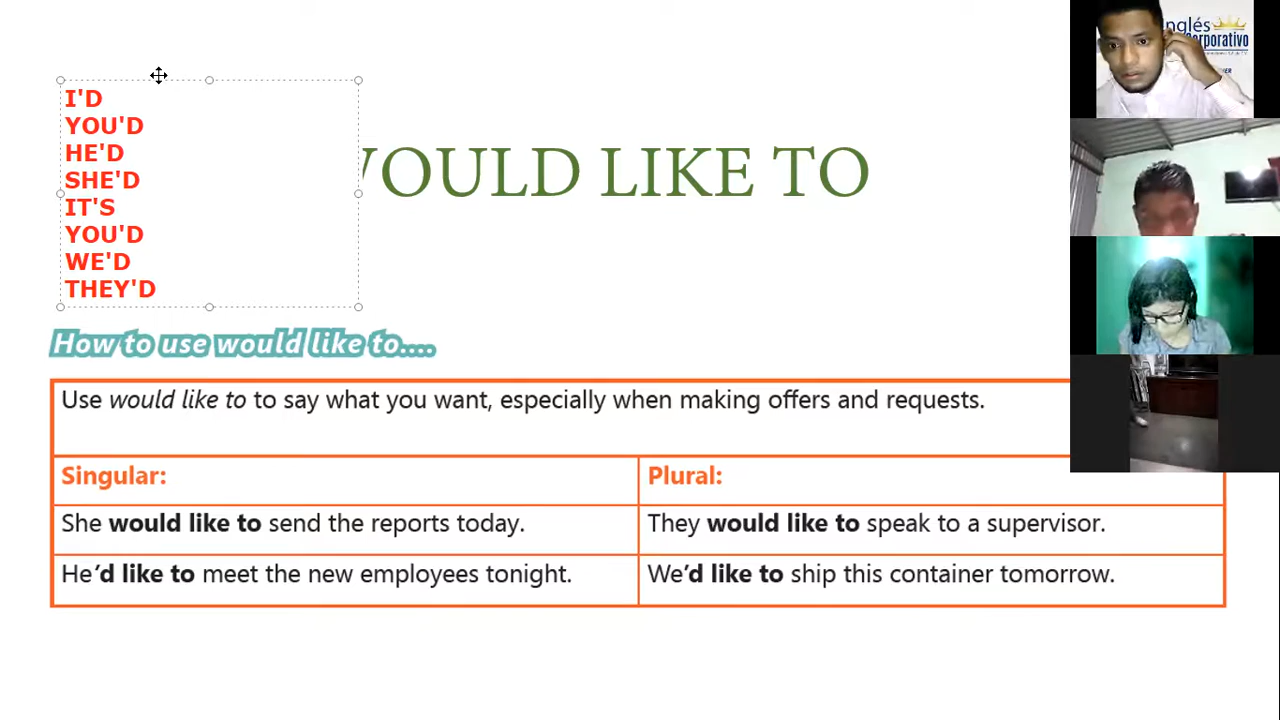 I'D
YOU'D
HE'D
SHE'D
IT'S
YOU'D
WE'D
THEY'D
OULD LIKE TO
How to use would like to....
Use would like to to say what you want, especially when making offers and requests.
Singular:
Plural:
She would like to send the reports today.
They would like to speak to a supervisor.
He'd like to meet the new employees tonight.
We'd like to ship this container tomorrow.
nglés
orporativo